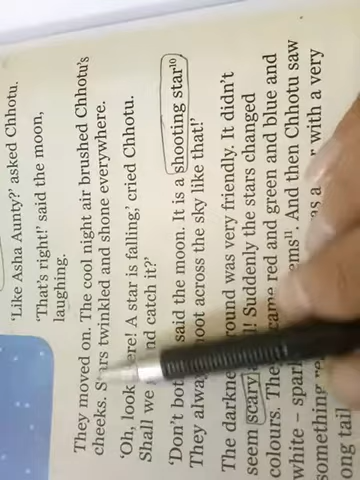 'Like Asha Aunty?' asked Chhotu.
'That's right!' said the moon,
laughing.
They moved on. The cool night air brushed Chhotu's
cheeks. S ars twinkled and shone everywhere.
'Oh, look ere! A star is falling,' cried Chhotu.
Shall we nd catch it?'
'Don't bot said the moon. It is a shooting star¹⁰.
They alway oot across the sky like that!'
The darkne round was very friendly. It didn't
seem scary ll! Suddenly the stars changed
colours. The came red and green and blue and
white – spar ems¹¹. And then Chhotu saw
something re as a with a very
ong tail